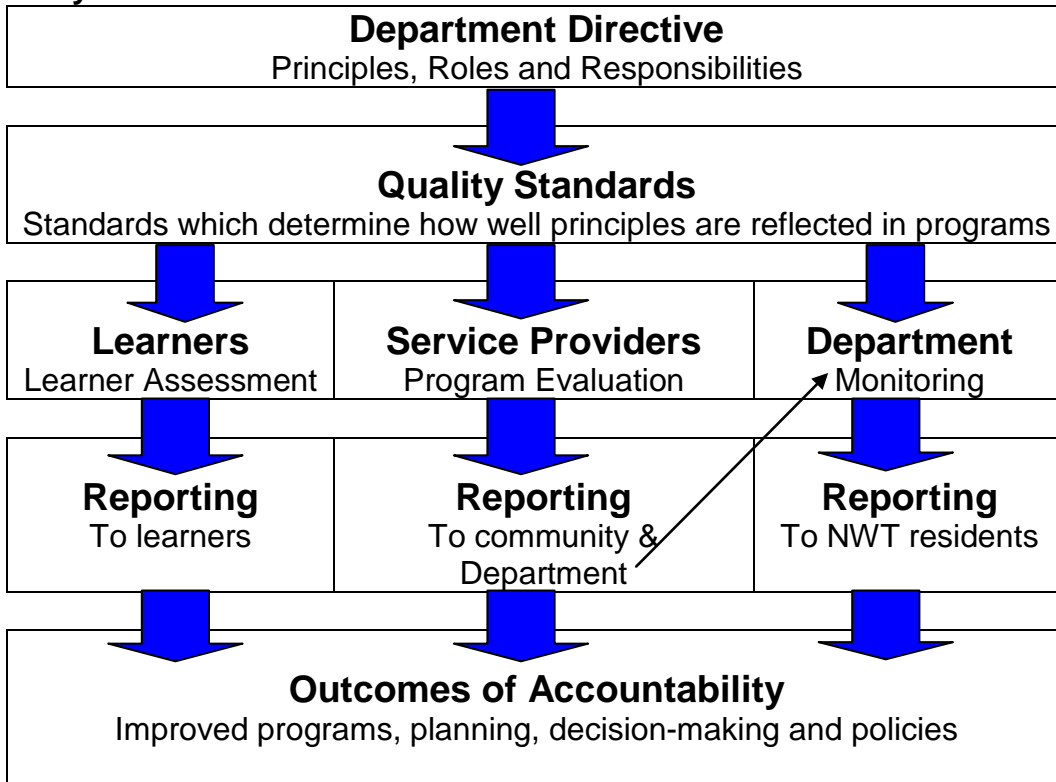 Department Directive
Principles, Roles and Responsibilities
Quality Standards
Standards which determine how well principles are reflected in programs
Learners
Learner Assessment
Service Providers
Program Evaluation
Department
Monitoring
Reporting
To learners
Reporting
To community &
Department
Reporting
To NWT residents
Outcomes of Accountability
Improved programs, planning, decision-making and policies